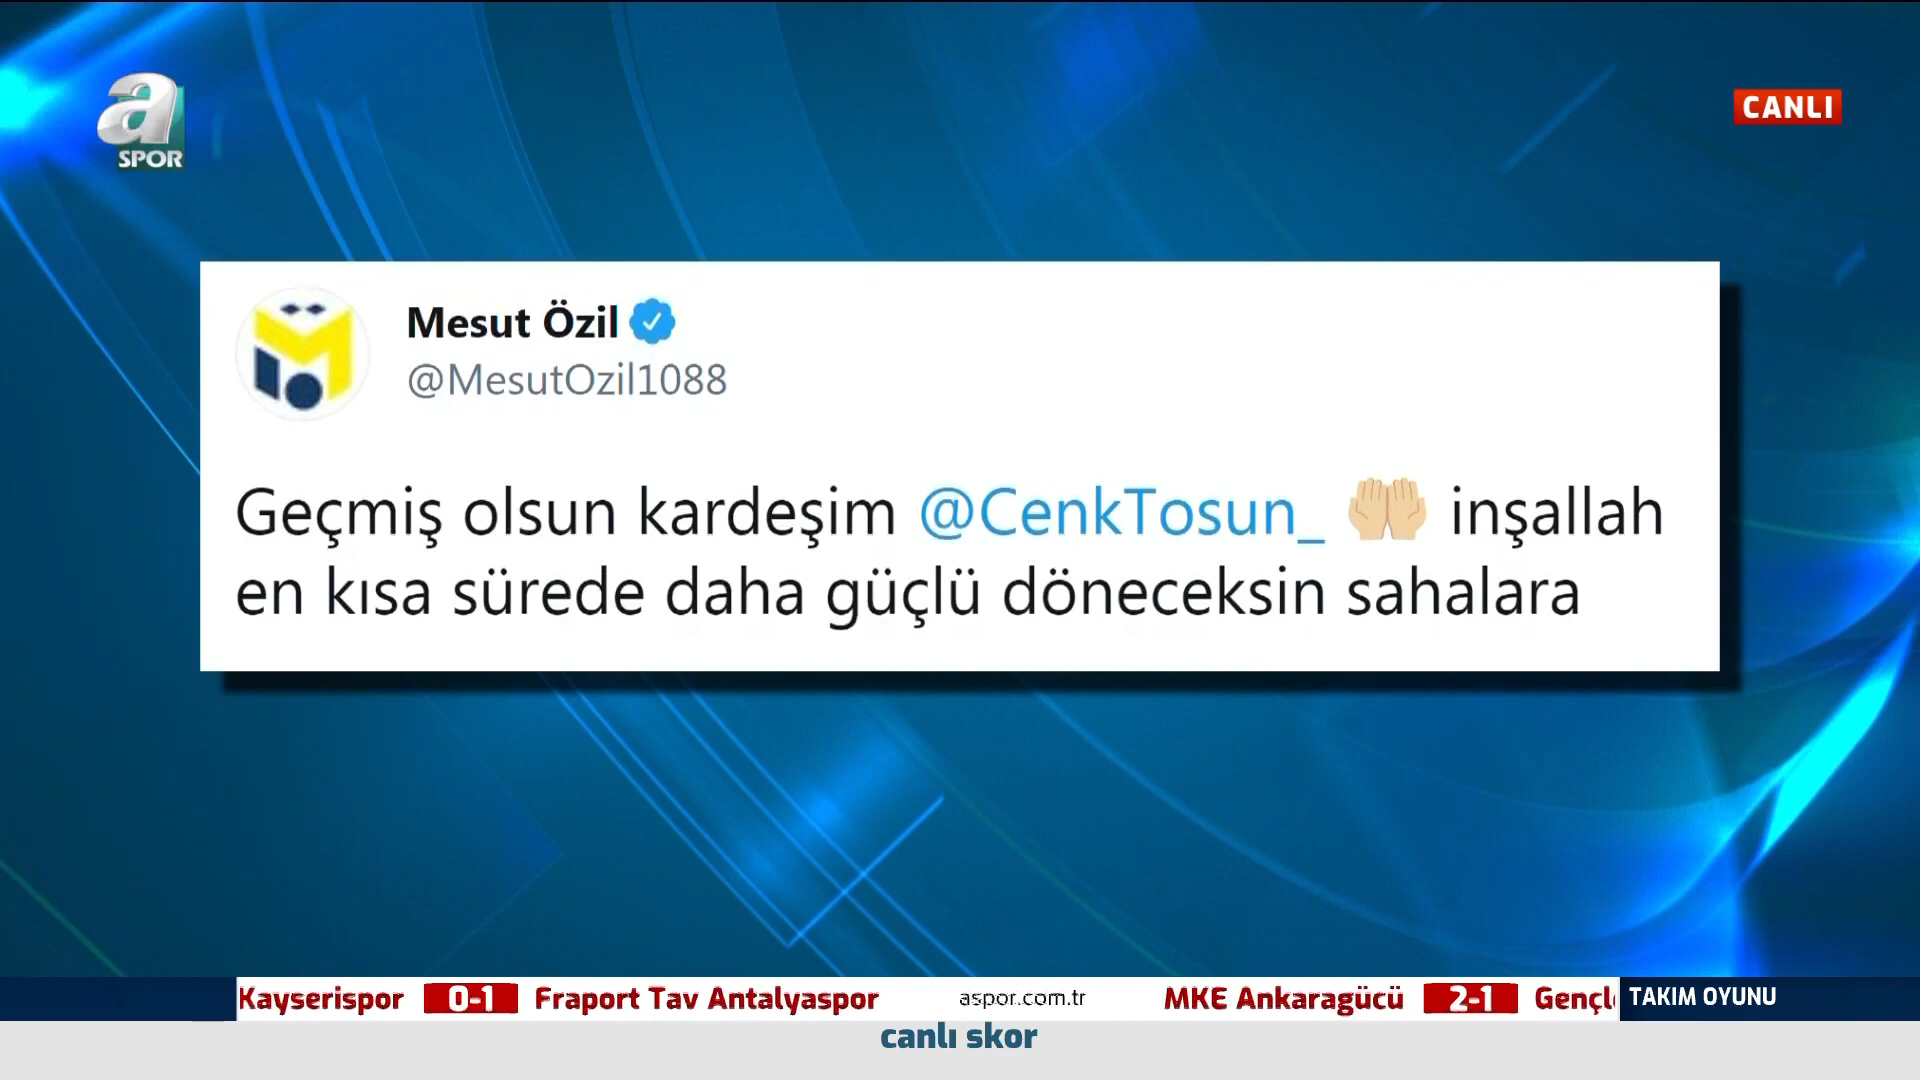 a
SPOR
CANLI
Mesut Özil
@MesutOzil1088
Geçmiş olsun kardeşim @CenkTosun_ 🤲🏼 inşallah
en kısa sürede daha güçlü döneceksin sahalara
Kayserispor 0-1 Fraport Tav Antalyaspor aspor.com.tr MKE Ankaragücü 2-1 Gençl
TAKIM OYUNU
canlı skor